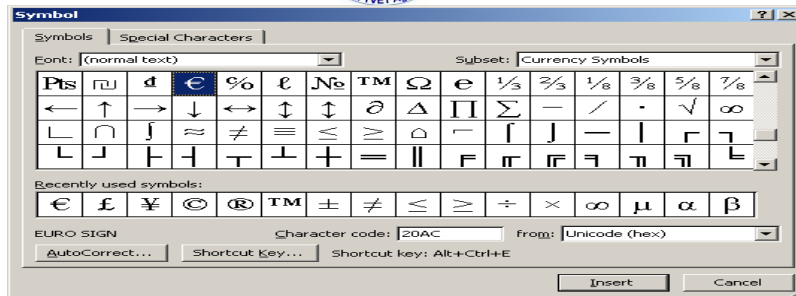 TVET
Symbol
Symbols Special Characters
Font: (normal text) Subset: Currency Symbols
Pts ₪ ₫ € % ℓ № TM Ω e ⅓ ⅔ ⅛ ⅜ ⅝ ⅞
← ↑ → ↓ ↔ ↕ ↨ ∂ Δ ∏ ∑ − ∕ ∙ √ ∞
∟ ∩ ∫ ≈ ≠ ≡ ≤ ≥ ⌂ ⌐ ⌠ ⌡ ─ │ ┌ ┐
└ ┘ ├ ┤ ┬ ┴ ┼ ═ ║ ╒ ╓ ╔ ╕ ╖ ╗ ╘
Recently used symbols:
€ £ ¥ © ® TM ± ≠ ≤ ≥ ÷ × ∞ µ α β
EURO SIGN Character code: 20AC from: Unicode (hex)
AutoCorrect... Shortcut Key... Shortcut key: Alt+Ctrl+E
Insert Cancel